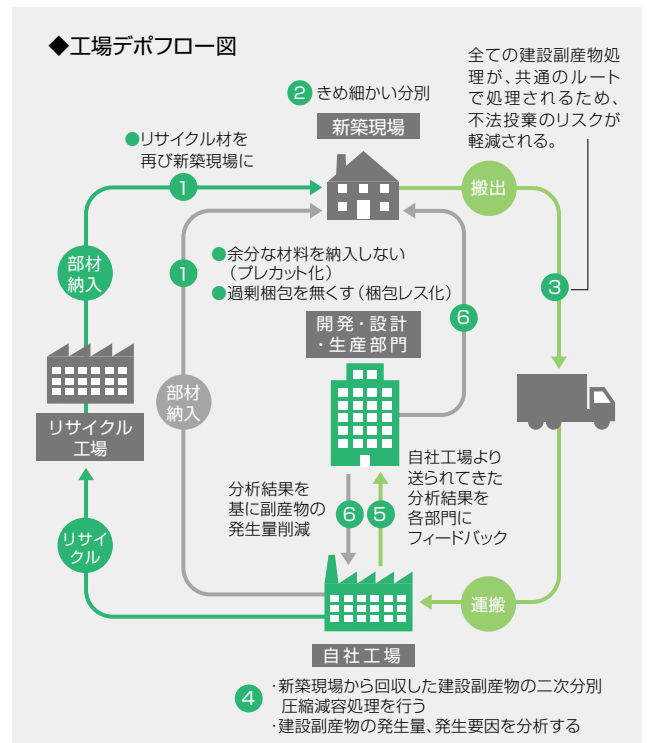 ◆工場デポフロー図
全ての建設副産物処
理が、共通のルート
で処理されるため、
不法投棄のリスクが
軽減される。
2 きめ細かい分別
新築現場
●リサイクル材を
再び新築現場に
1
搬出
部材
納入
1
●余分な材料を納入しない
（プレカット化）
●過剰梱包を無くす（梱包レス化）
3
6
開発・設計
・生産部門
部材
納入
リサイクル
工場
分析結果を
基に副産物の
発生量削減
6
5
自社工場より
送られてきた
分析結果を
各部門に
フィードバック
リサイ
クル
運搬
自社工場
4
・新築現場から回収した建設副産物の二次分別
圧縮減容処理を行う
・建設副産物の発生量、発生要因を分析する